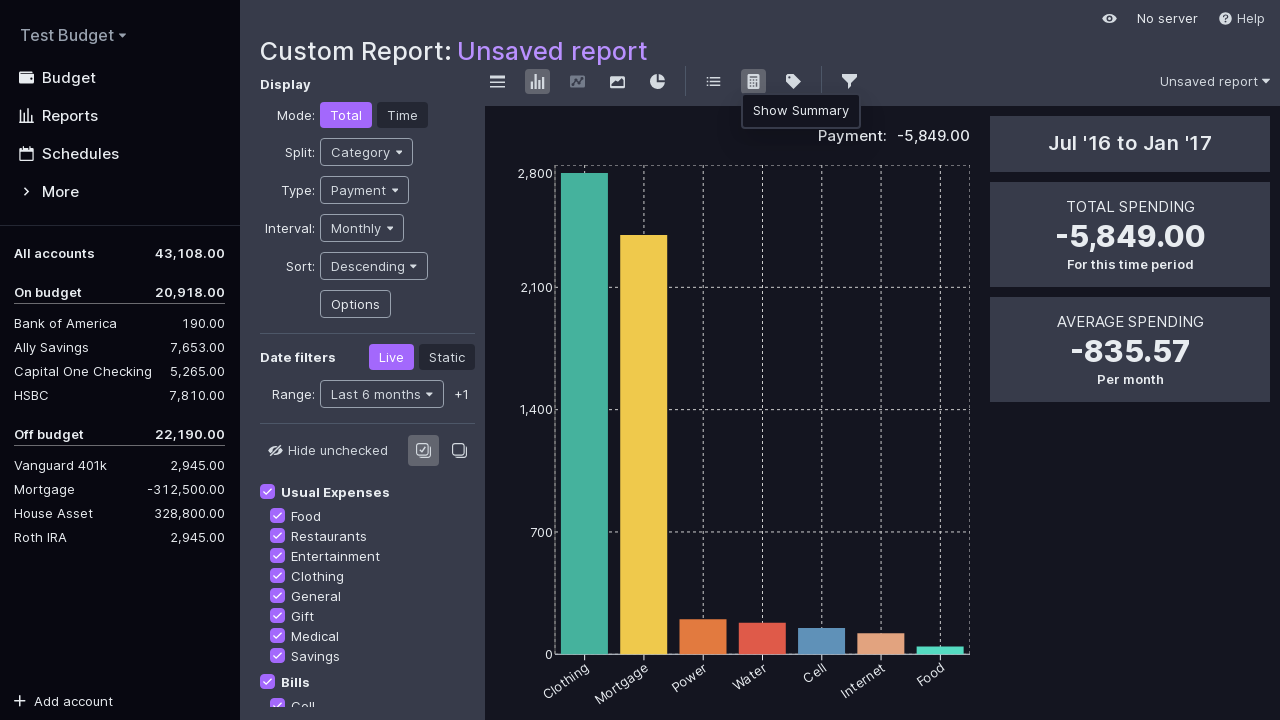 Test Budget
Budget
Reports
Schedules
More
All accounts 43,108.00
On budget 20,918.00
Bank of America 190.00
Ally Savings 7,653.00
Capital One Checking 5,265.00
HSBC 7,810.00
Off budget 22,190.00
Vanguard 401k 2,945.00
Mortgage -312,500.00
House Asset 328,800.00
Roth IRA 2,945.00
Add account
No server
Help
Custom Report: Unsaved report
Display
Mode: Total Time
Split: Category
Type: Payment
Interval: Monthly
Sort: Descending
Options
Date filters Live Static
Range: Last 6 months +1
Hide unchecked
Usual Expenses
Food
Restaurants
Entertainment
Clothing
General
Gift
Medical
Savings
Bills
Cell
Unsaved report
Show Summary
Payment: -5,849.00
2,800
2,100
1,400
700
0
Clothing
Mortgage
Power
Water
Cell
Internet
Food
Jul '16 to Jan '17
TOTAL SPENDING
-5,849.00
For this time period
AVERAGE SPENDING
-835.57
Per month